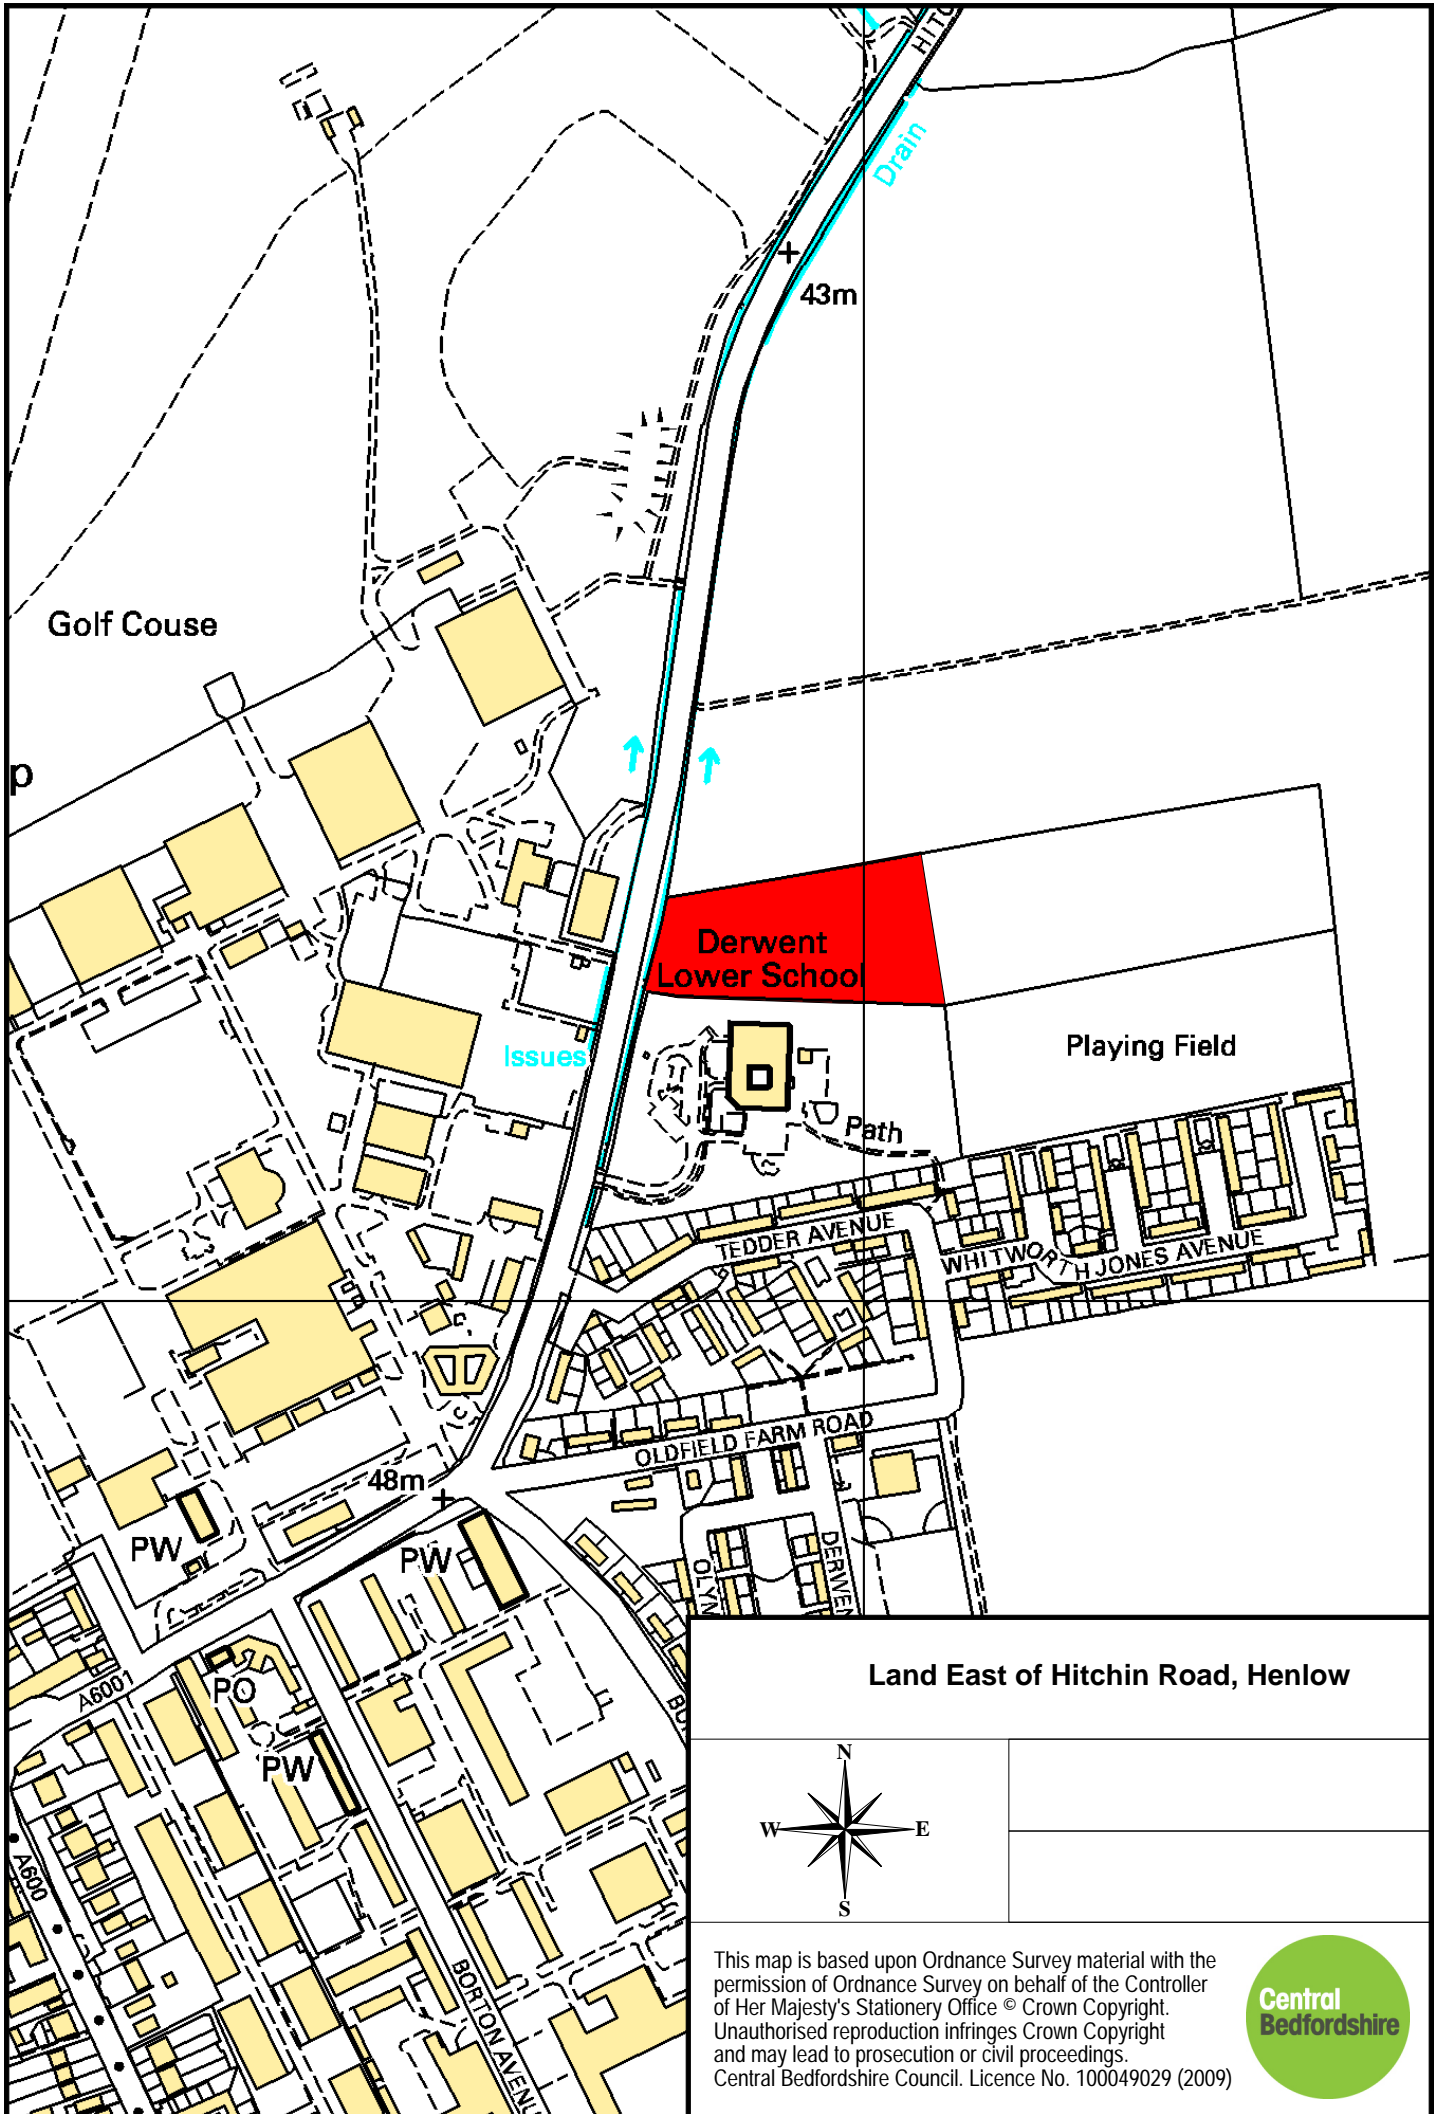 HITC
Drain
43m
Golf Couse
p
Derwent
Lower School
Issues
Playing Field
Path
TEDDER AVENUE
WHITWORTH JONES AVENUE
OLDFIELD FARM ROAD
48m
PW
PW
OLYM
DERWEN
A6001
PO
BO
PW
A600
BORTON AVENU
Land East of Hitchin Road, Henlow
N
W
E
S
This map is based upon Ordnance Survey material with the
permission of Ordnance Survey on behalf of the Controller
of Her Majesty's Stationery Office © Crown Copyright.
Unauthorised reproduction infringes Crown Copyright
and may lead to prosecution or civil proceedings.
Central Bedfordshire Council. Licence No. 100049029 (2009)
Central
Bedfordshire